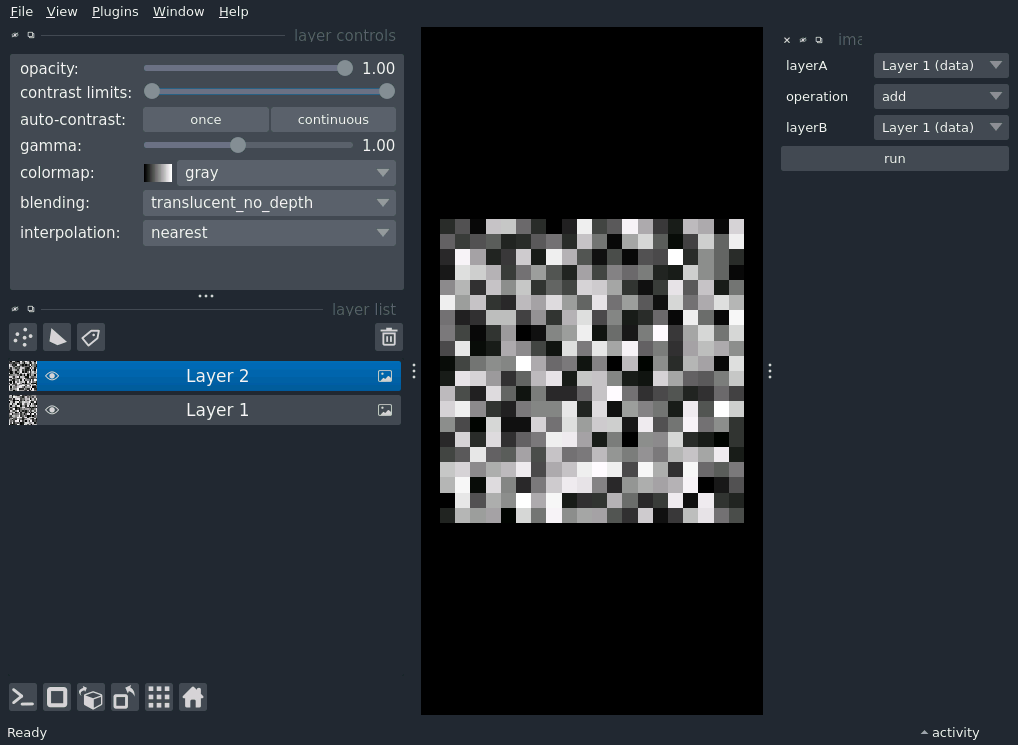 File View Plugins Window Help
layer controls
opacity: 1.00
contrast limits:
auto-contrast: once continuous
gamma: 1.00
colormap: gray
blending: translucent_no_depth
interpolation: nearest
layer list
Layer 2
Layer 1
ima
layerA Layer 1 (data)
operation add
layerB Layer 1 (data)
run
Ready
activity